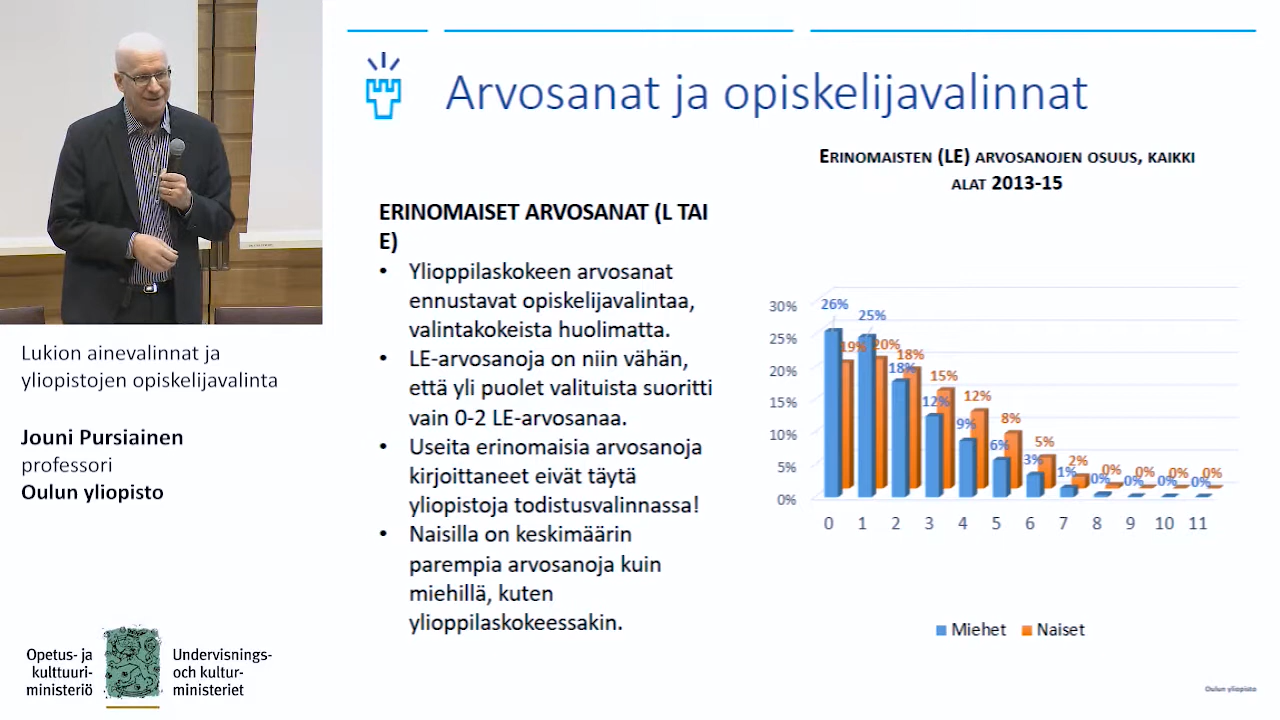 Arvosanat ja opiskelijavalinnat
ERINOMAISTEN (LE) ARVOSANOJEN OSUUS, KAIKKI
ALAT 2013-15
ERINOMAISET ARVOSANAT (L TAI
E)
• Ylioppilaskokeen arvosanat
ennustavat opiskelijavalintaa,
valintakokeista huolimatta.
• LE-arvosanoja on niin vähän,
että yli puolet valituista suoritti
vain 0-2 LE-arvosanaa.
• Useita erinomaisia arvosanoja
kirjoittaneet eivät täytä
yliopistoja todistusvalinnassa!
• Naisilla on keskimäärin
parempia arvosanoja kuin
miehillä, kuten
ylioppilaskokeessakin.
30%
25%
20%
15%
10%
5%
0%
26% 25% 18% 12% 9% 6% 3% 1% 0% 0% 0% 0%
19% 20% 18% 15% 12% 8% 5% 2% 0% 0% 0% 0%
0 1 2 3 4 5 6 7 8 9 10 11
Miehet Naiset
Oulun yliopisto
Lukion ainevalinnat ja
yliopistojen opiskelijavalinta
Jouni Pursiainen
professori
Oulun yliopisto
Opetus- ja
kulttuuri-
ministeriö
Undervisnings-
och kultur-
ministeriet